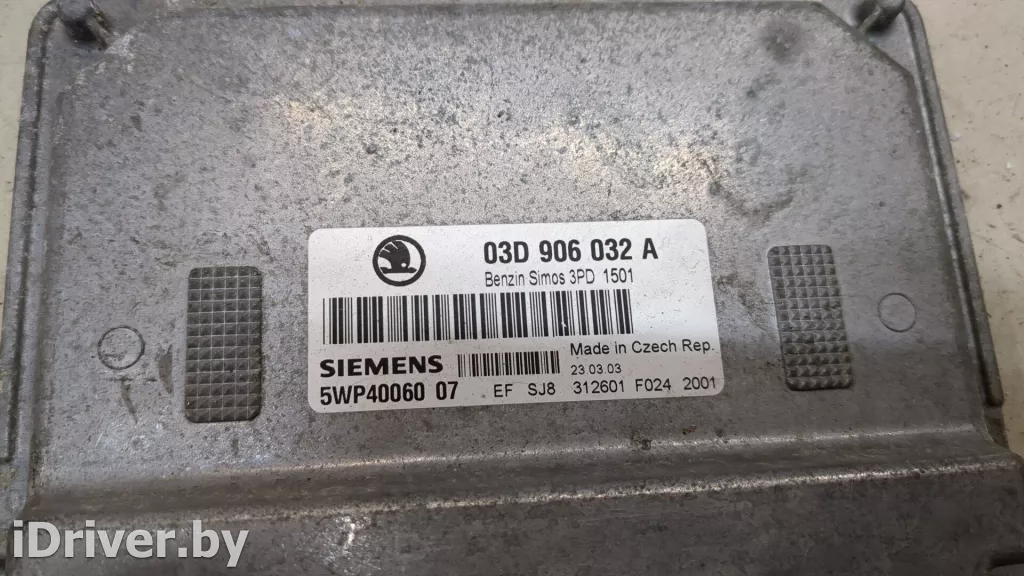 03D 906 032 A
Benzin Simos 3PD 1501
SIEMENS
Made in Czech Rep.
23.03.03
5WP40060 07 EF SJ8 312601 F024 2001
iDriver.by